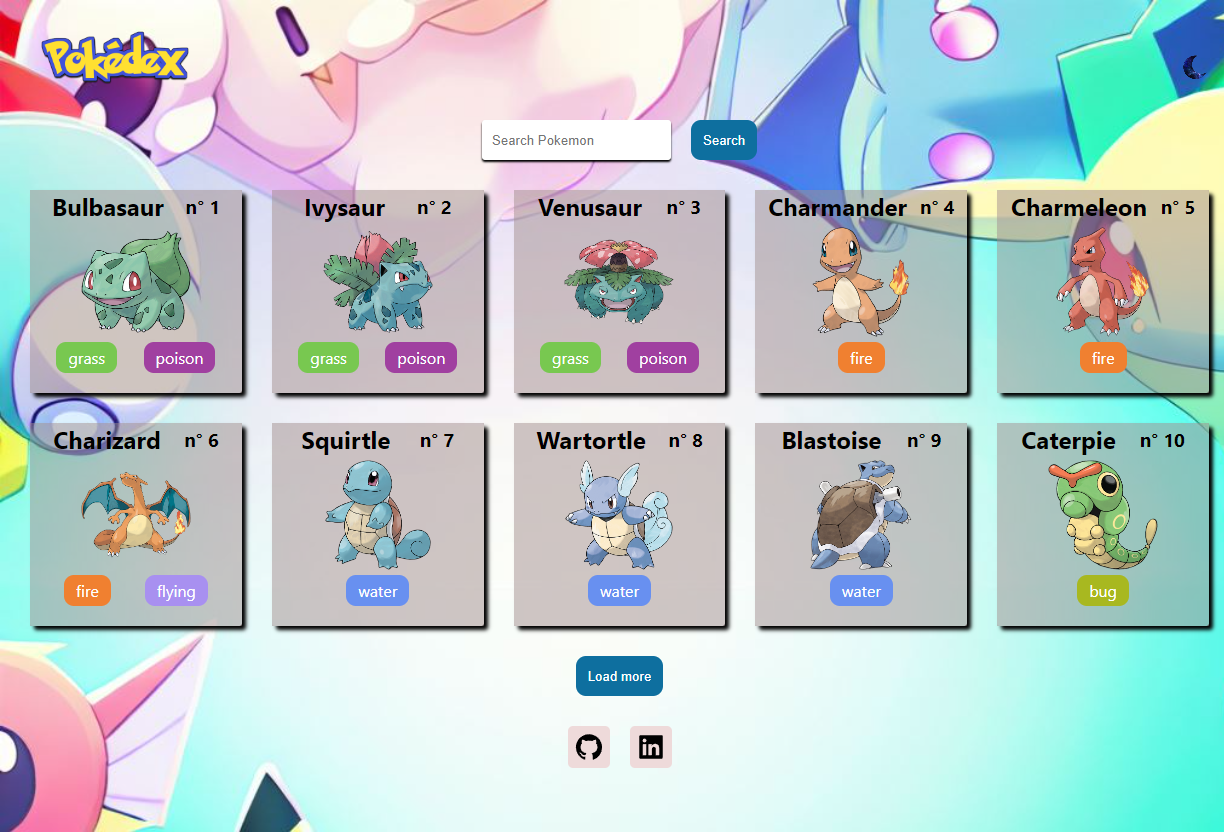 Pokédex
Search Pokemon Search
Bulbasaur n° 1 Ivysaur n° 2 Venusaur n° 3 Charmander n° 4 Charmeleon n° 5
grass poison grass poison grass poison fire fire
Charizard n° 6 Squirtle n° 7 Wartortle n° 8 Blastoise n° 9 Caterpie n° 10
fire flying water water water bug
Load more
in